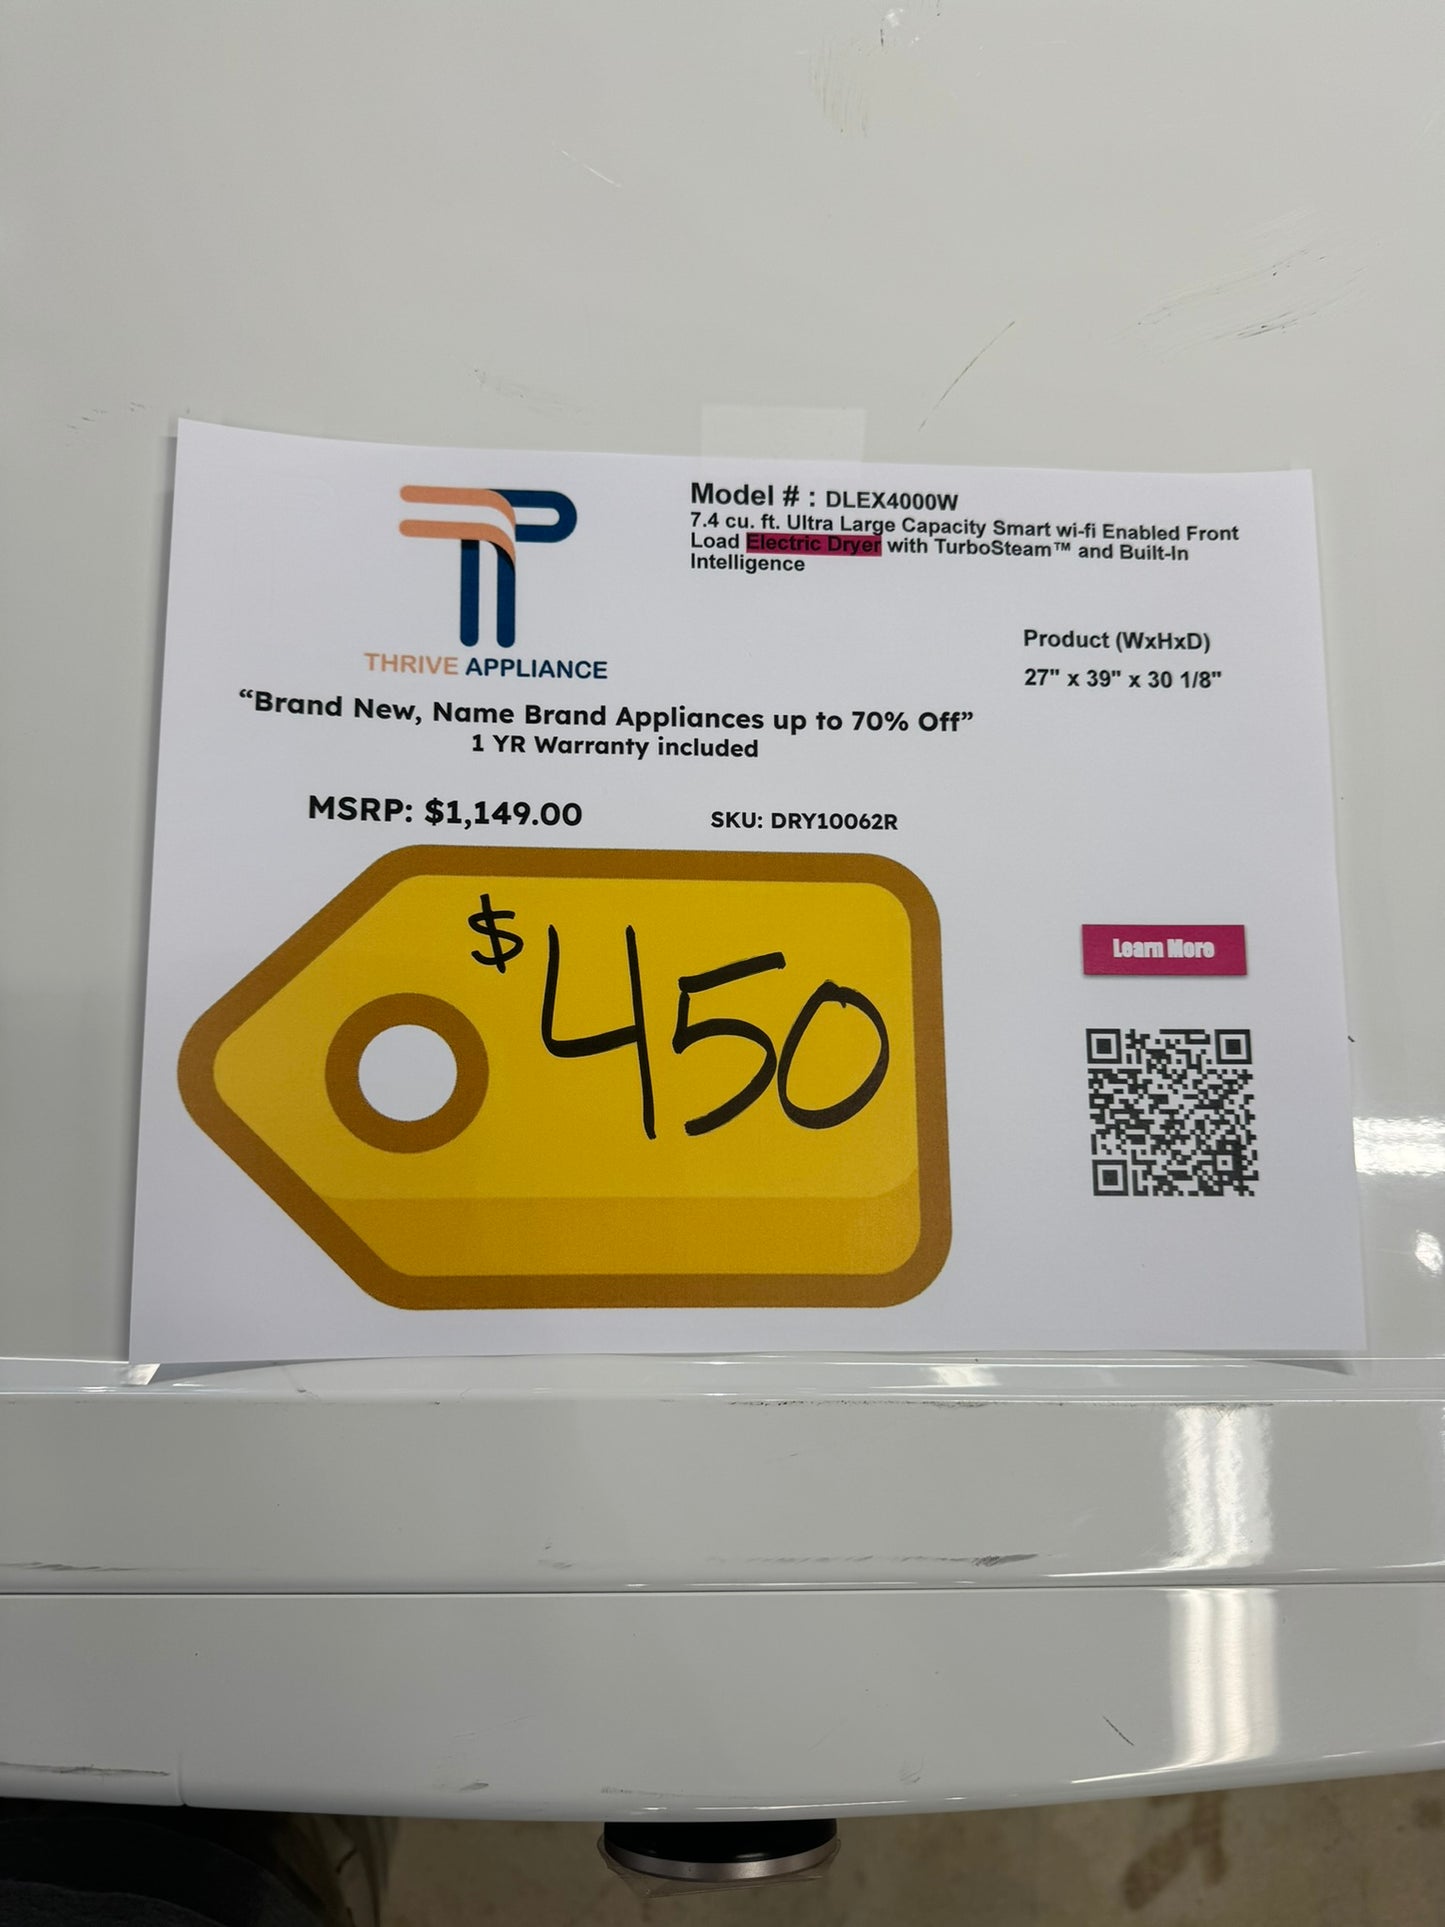 Model # : DLEX4000W
7.4 cu. ft. Ultra Large Capacity Smart wi-fi Enabled Front
Load Electric Dryer with TurboSteam™ and Built-In
Intelligence
THRIVE APPLIANCE
Product (WxHxD)
27" x 39" x 30 1/8"
“Brand New, Name Brand Appliances up to 70% Off”
1 YR Warranty included
MSRP: $1,149.00
SKU: DRY10062R
$450
Learn More